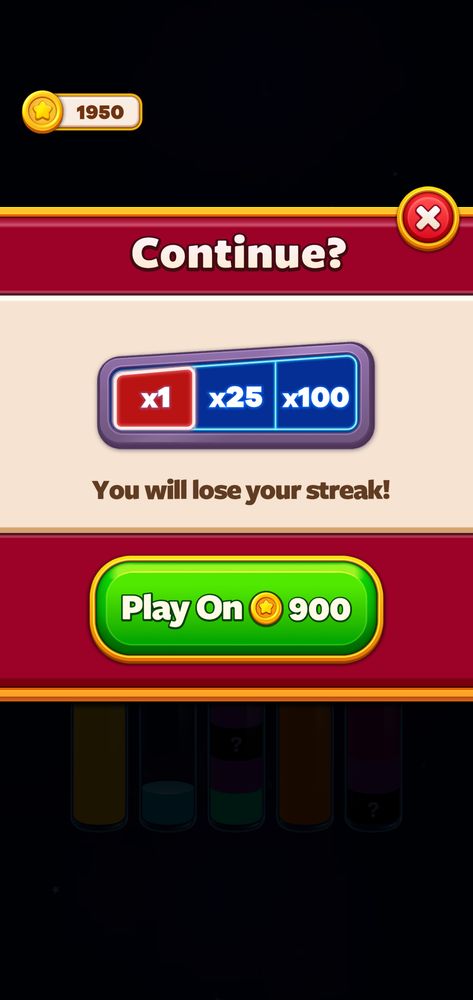 1950
Continue?
x1 x25 x100
You will lose your streak!
Play On 900
?
?